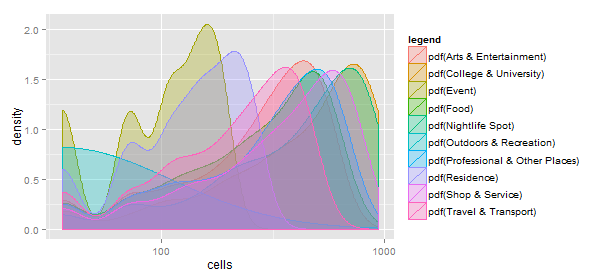 2.0
1.5
1.0
0.5
0.0
density
100
1000
cells
legend
pdf(Arts & Entertainment)
pdf(College & University)
pdf(Event)
pdf(Food)
pdf(Nightlife Spot)
pdf(Outdoors & Recreation)
pdf(Professional & Other Places)
pdf(Residence)
pdf(Shop & Service)
pdf(Travel & Transport)